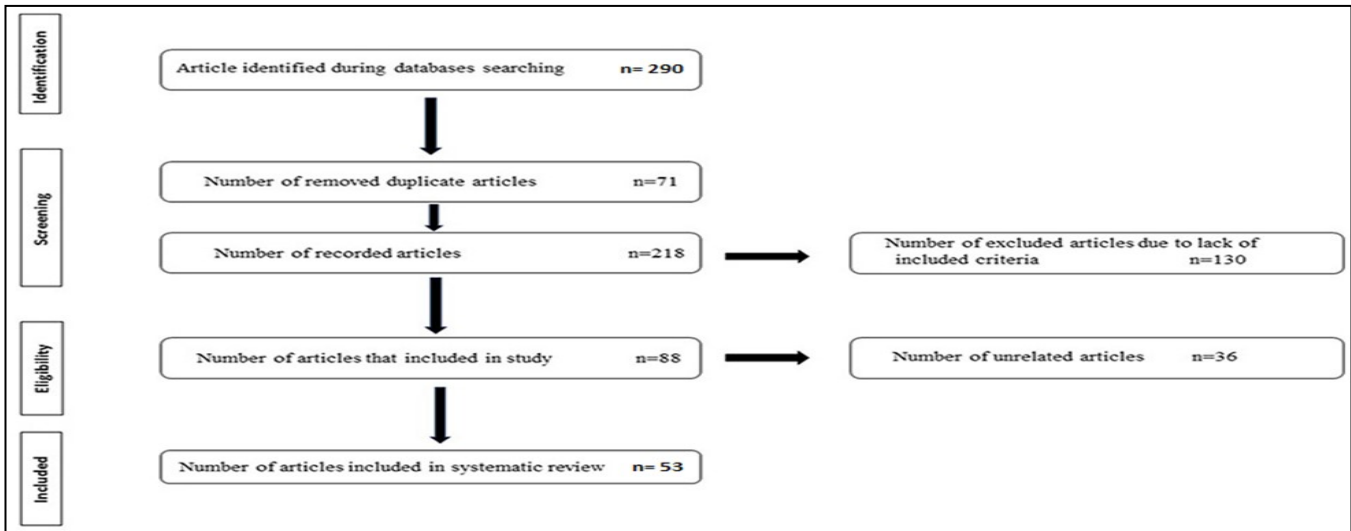 Identification
Article identified during databases searching n= 290
Screening
Number of removed duplicate articles n=71
Number of recorded articles n=218
Number of excluded articles due to lack of
included criteria n=130
Eligibility
Number of articles that included in study n=88
Number of unrelated articles n=36
Included
Number of articles included in systematic review n= 53